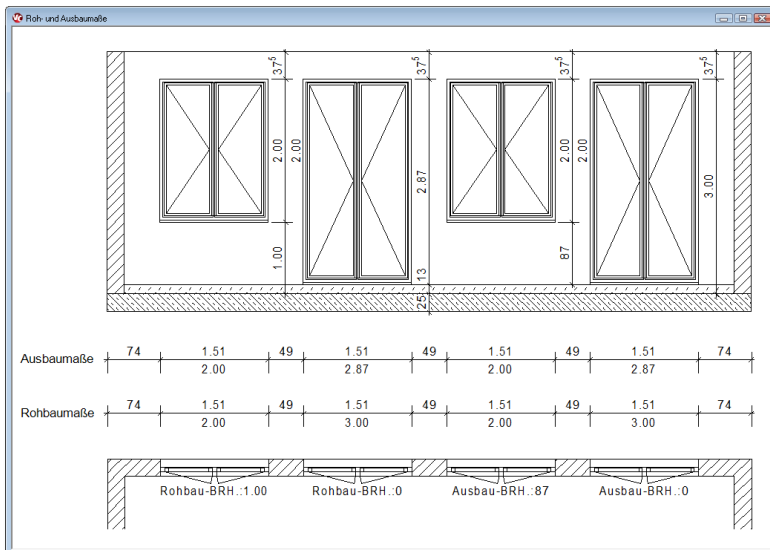 Roh- und Ausbaumaße
37⁵ 37⁵ 37⁵ 37⁵
2.00 2.00 2.87 2.00 2.00 3.00
1.00 13 87
25
74 1.51 49 1.51 49 1.51 49 1.51 74
Ausbaumaße
2.00 2.87 2.00 2.87
74 1.51 49 1.51 49 1.51 49 1.51 74
Rohbaumaße
2.00 3.00 2.00 3.00
Rohbau-BRH.:1.00 Rohbau-BRH.:0 Ausbau-BRH.:87 Ausbau-BRH.:0